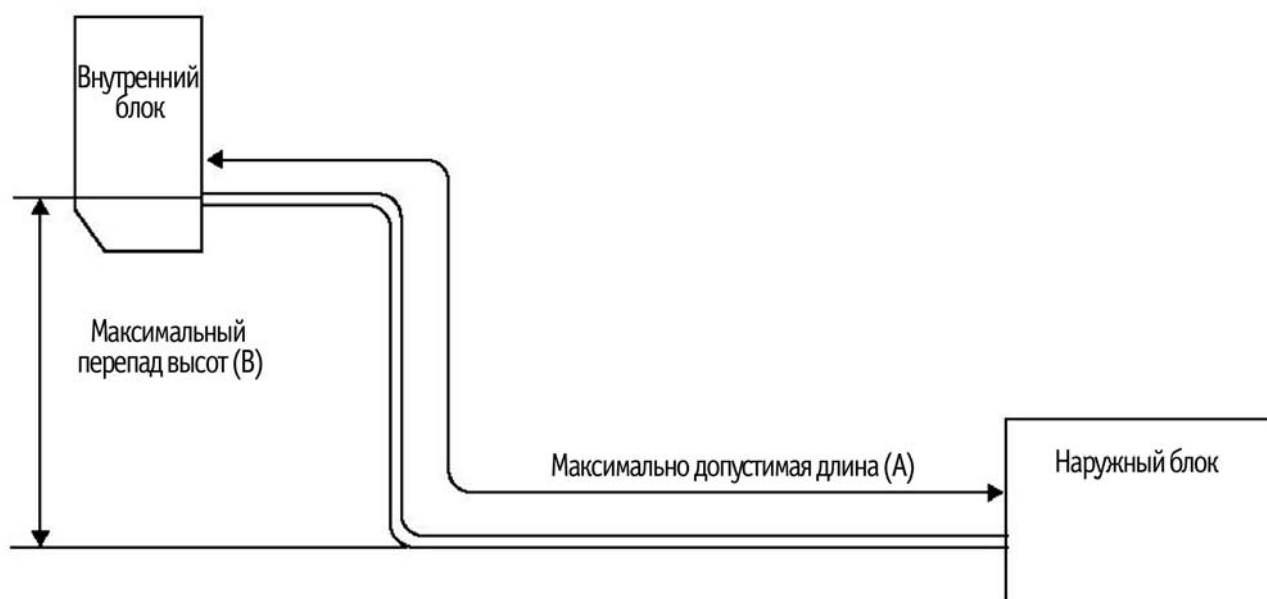 Внутренний
блок
Максимальный
перепад высот (B)
Максимально допустимая длина (A)
Наружный блок